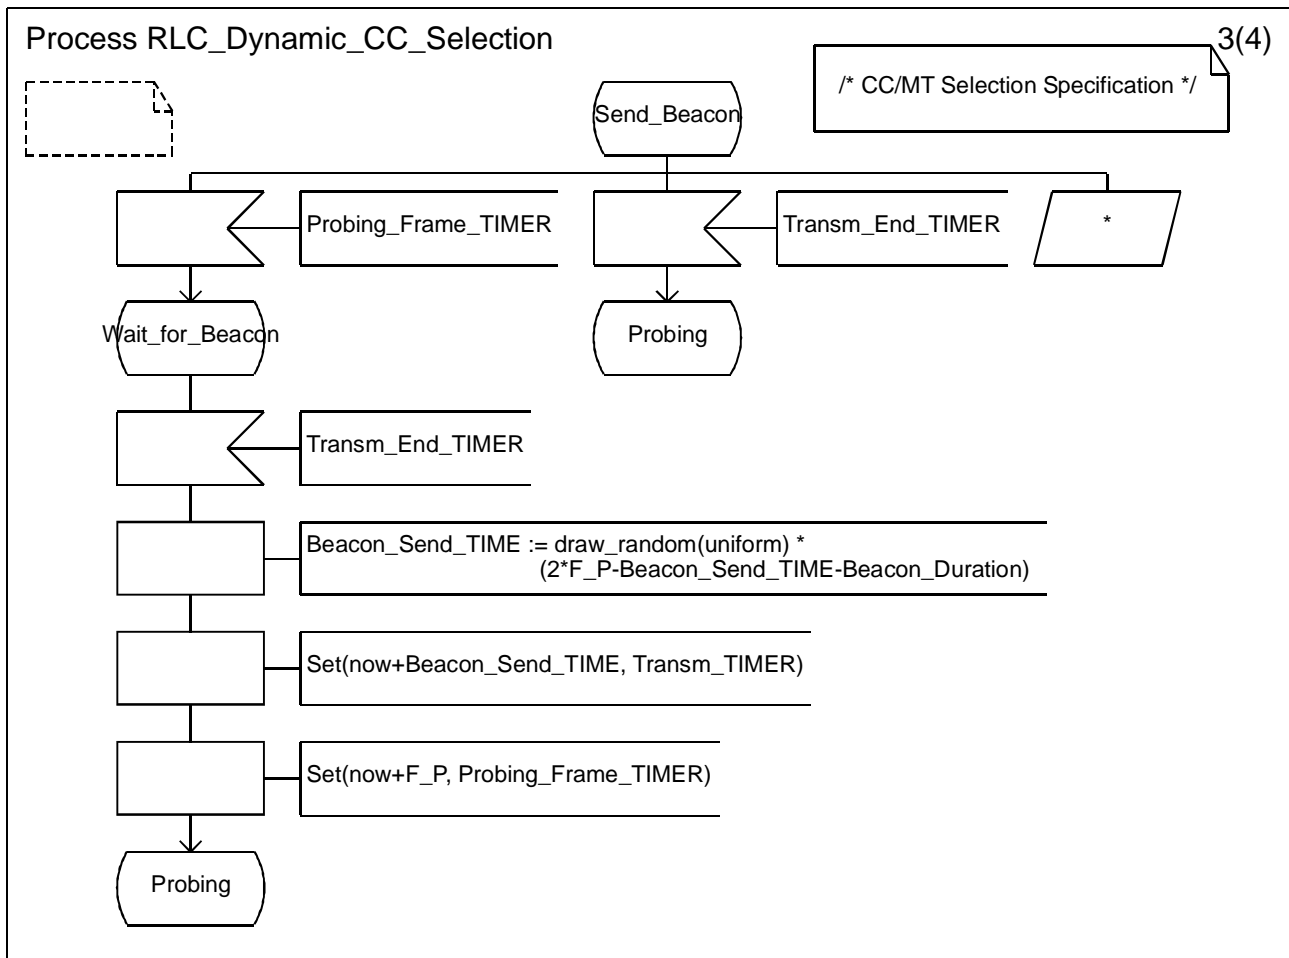 Process RLC_Dynamic_CC_Selection
3(4)
/* CC/MT Selection Specification */
Send_Beacon
Probing_Frame_TIMER
Transm_End_TIMER
*
Wait_for_Beacon
Probing
Transm_End_TIMER
Beacon_Send_TIME := draw_random(uniform) *
(2*F_P-Beacon_Send_TIME-Beacon_Duration)
Set(now+Beacon_Send_TIME, Transm_TIMER)
Set(now+F_P, Probing_Frame_TIMER)
Probing